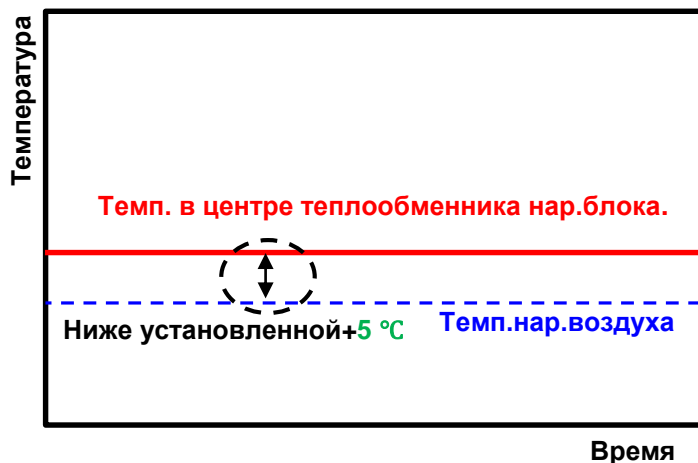 Температура
Темп. в центре теплообменника нар.блока.
Ниже установленной+5 ℃
Темп.нар.воздуха
Время